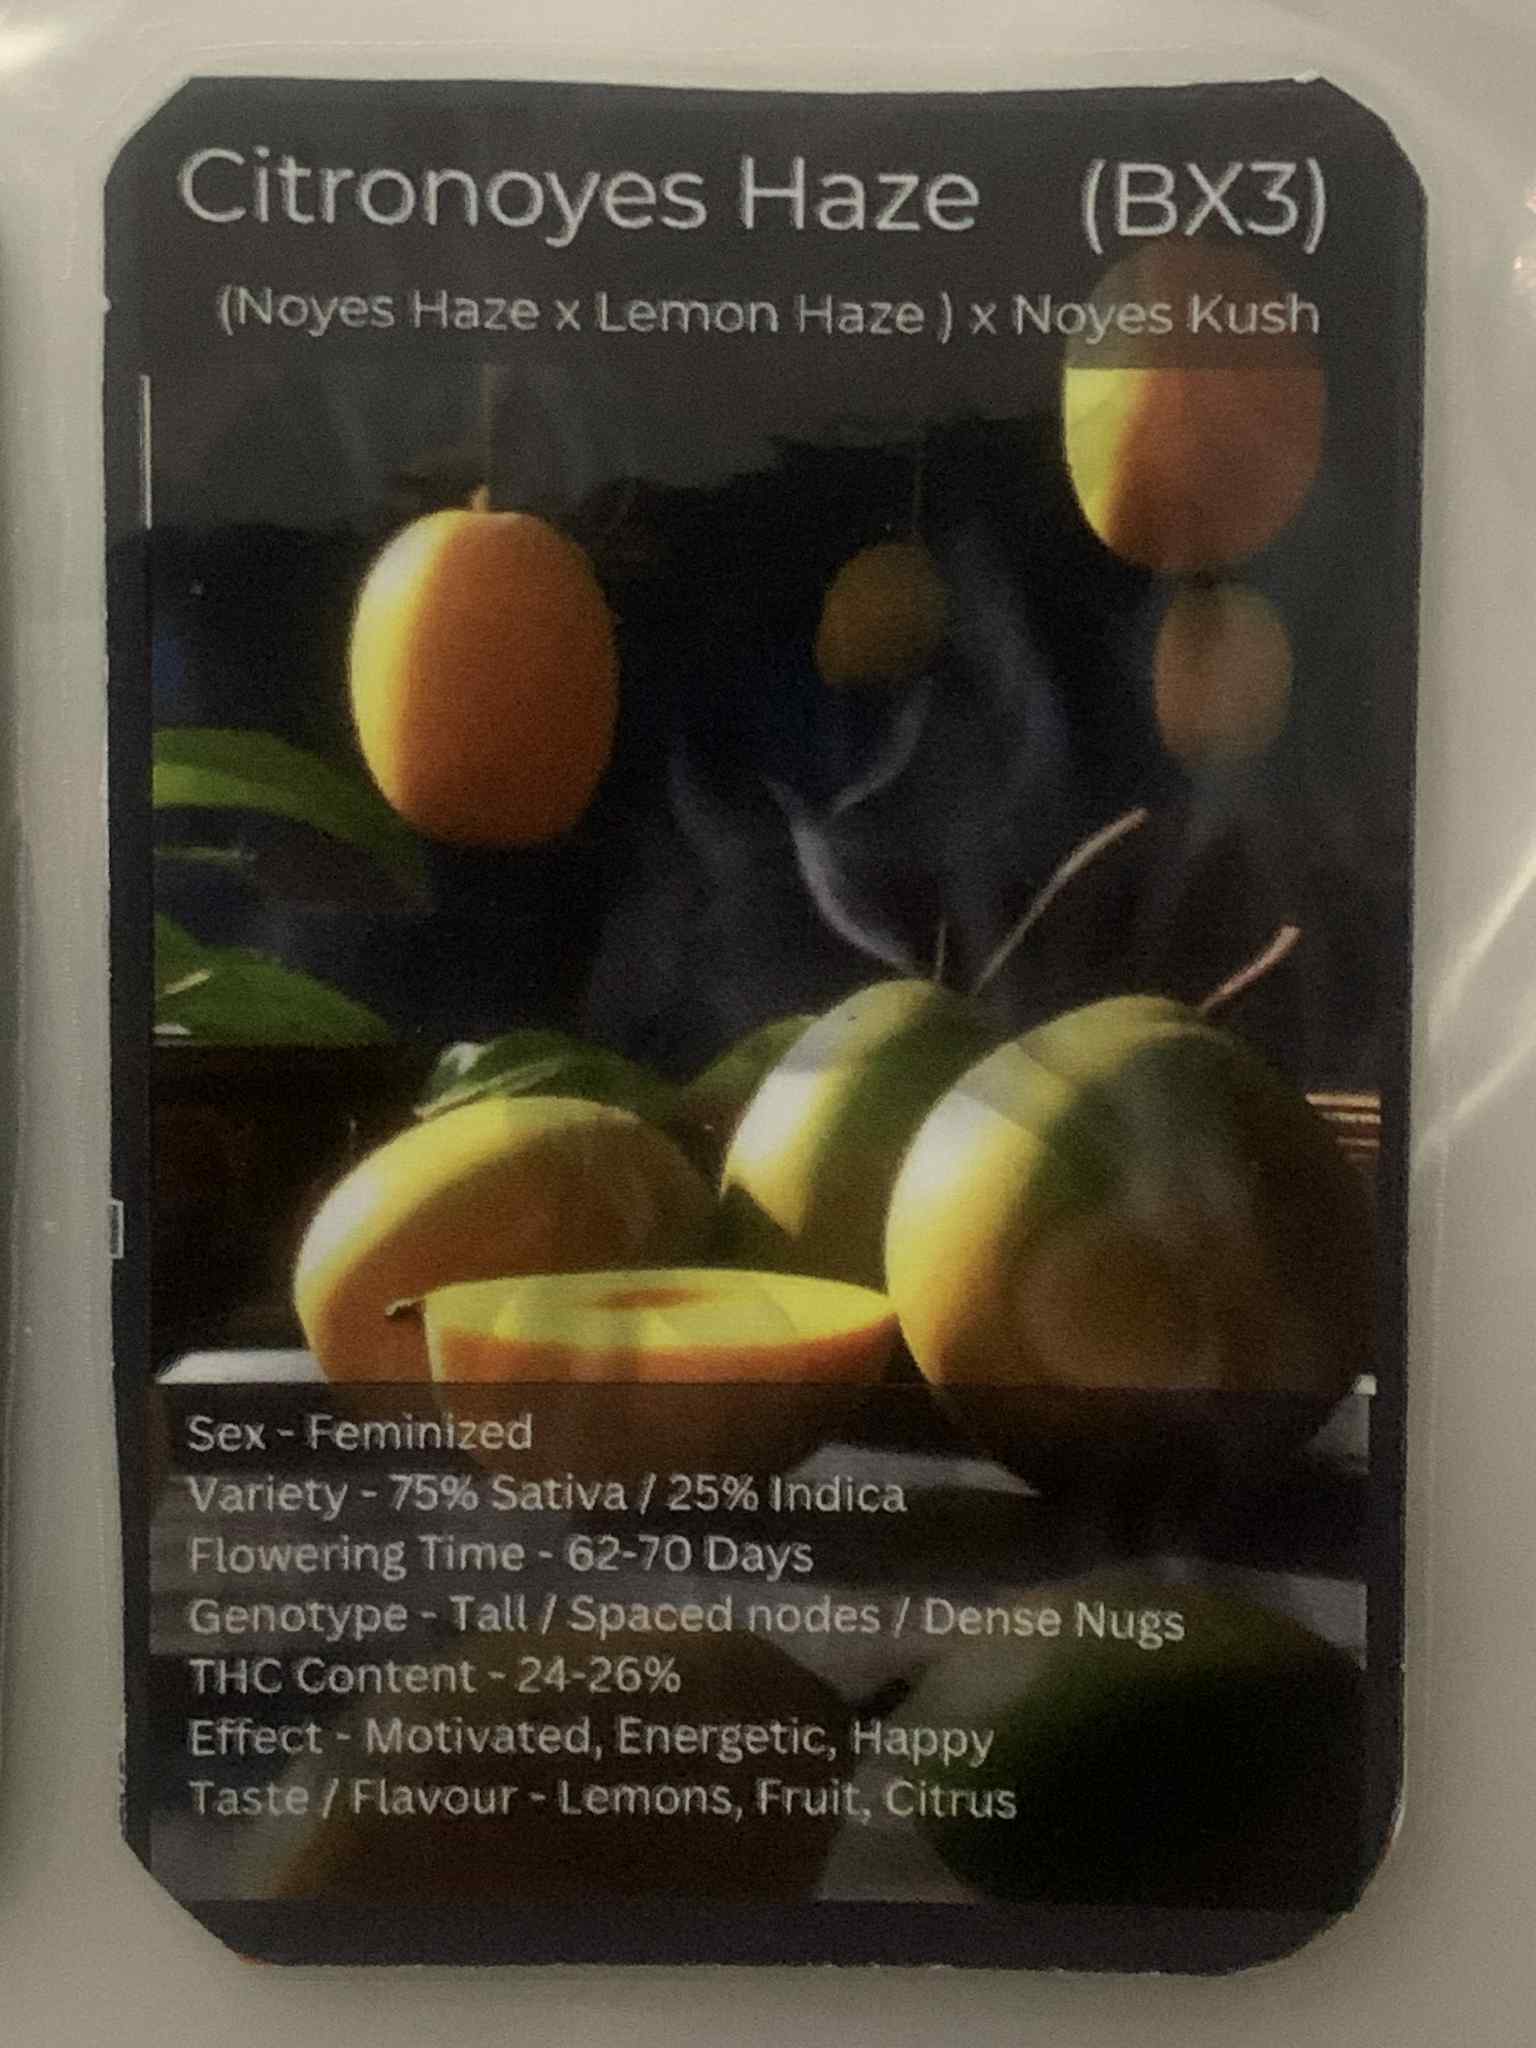 Citronoyes Haze (BX3)
(Noyes Haze x Lemon Haze ) x Noyes Kush
Sex - Feminized
Variety - 75% Sativa / 25% Indica
Flowering Time - 62-70 Days
Genotype - Tall / Spaced nodes / Dense Nugs
THC Content - 24-26%
Effect - Motivated, Energetic, Happy
Taste / Flavour - Lemons, Fruit, Citrus